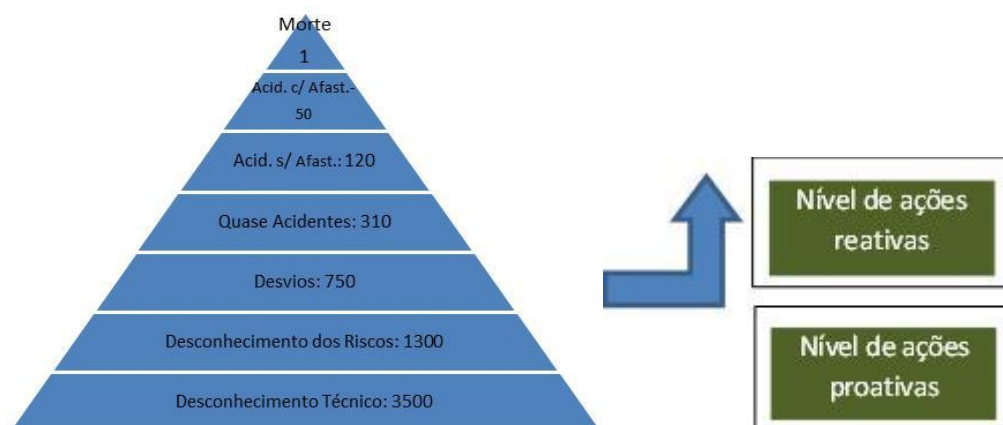 Morte
1
Acid. c/ Afast.-
50
Acid. s/ Afast.: 120
Quase Acidentes: 310
Desvios: 750
Desconhecimento dos Riscos: 1300
Desconhecimento Técnico: 3500
Nível de ações
reativas
Nível de ações
proativas